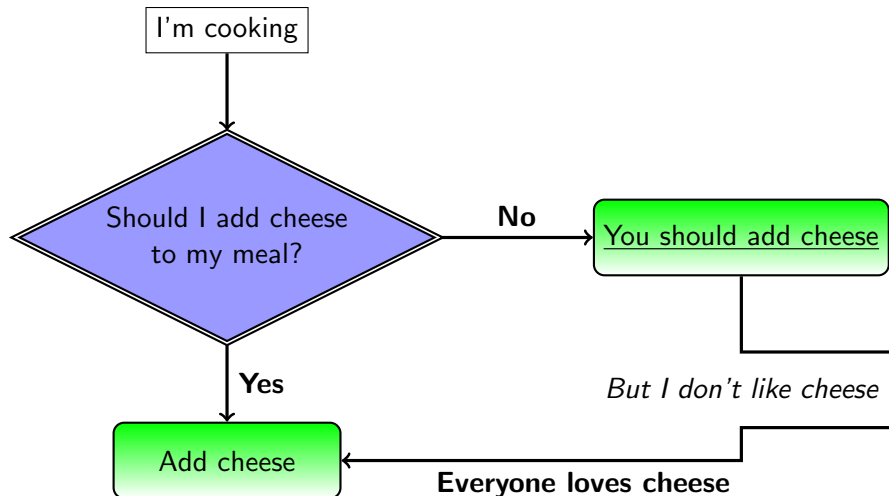 I'm cooking
Should I add cheese
to my meal?
No
You should add cheese
Yes
But I don't like cheese
Add cheese
Everyone loves cheese